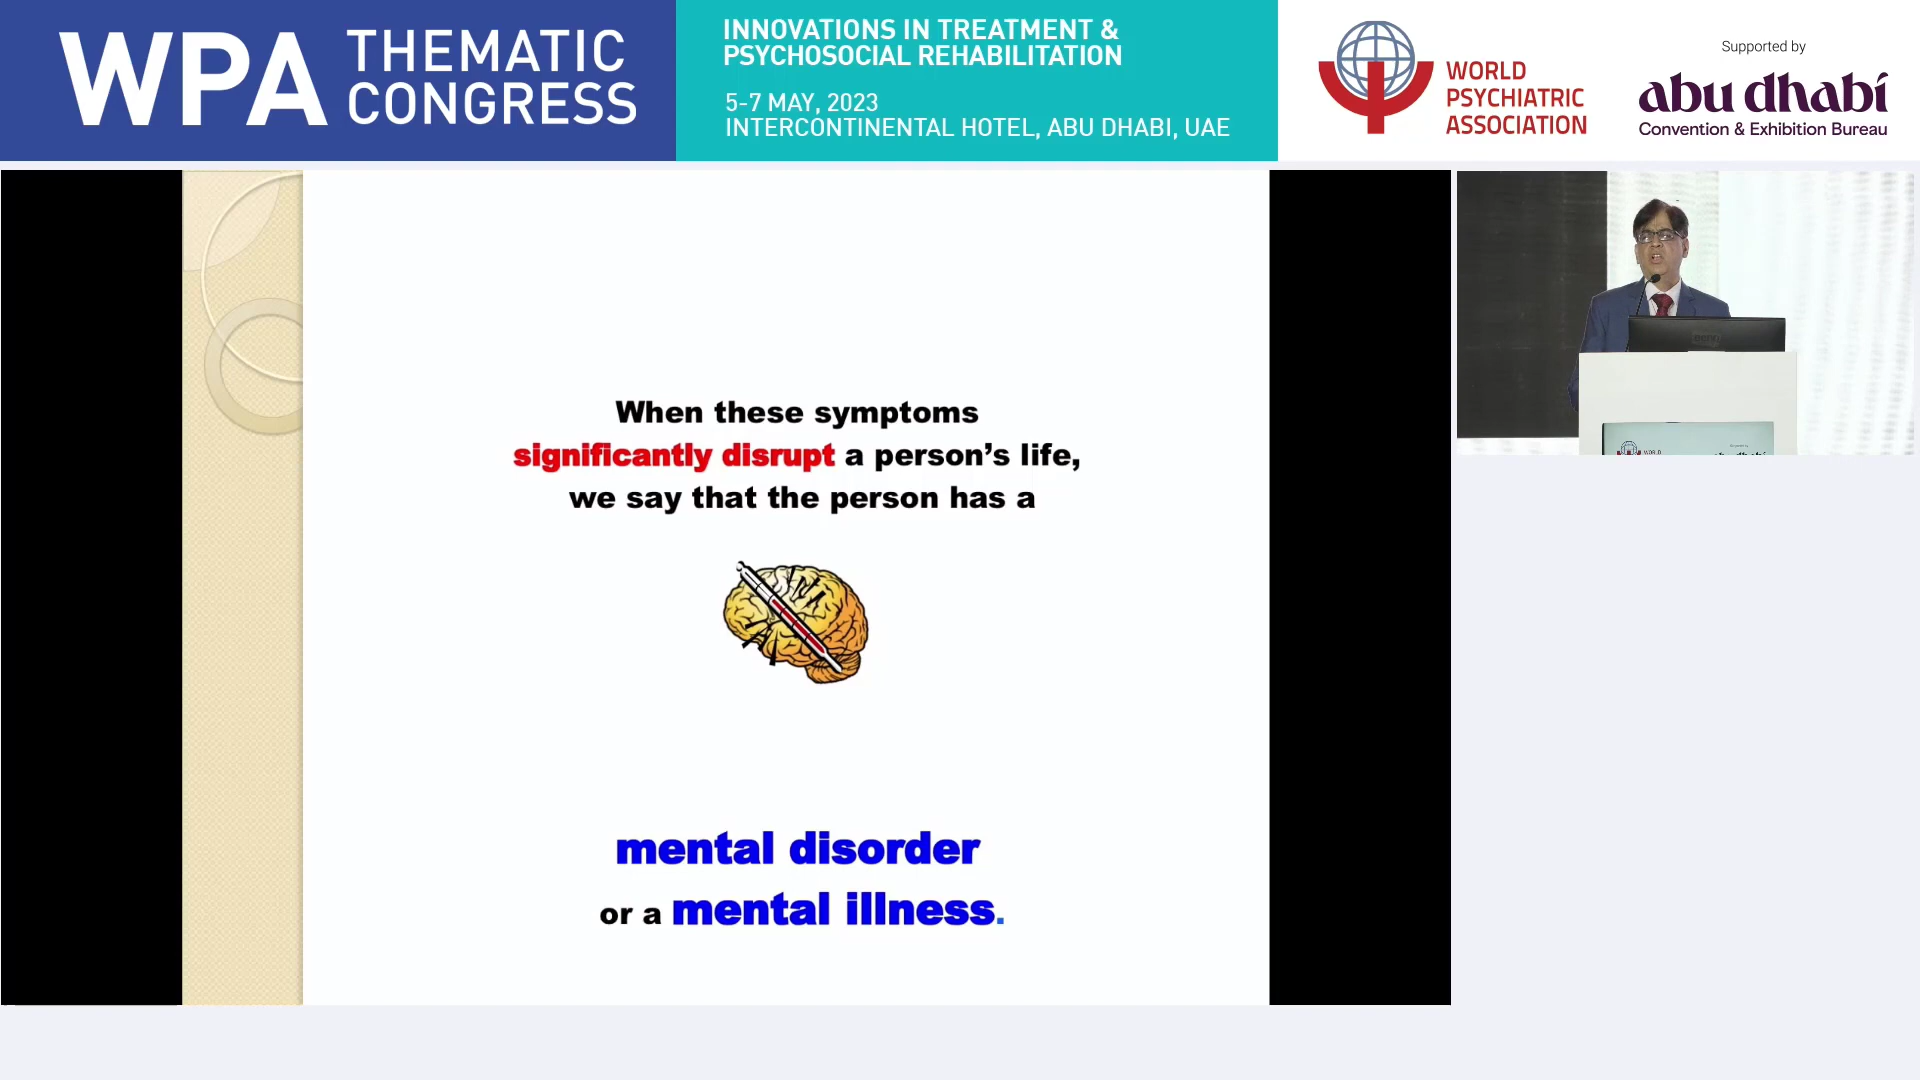 WPA THEMATIC
CONGRESS
INNOVATIONS IN TREATMENT &
PSYCHOSOCIAL REHABILITATION
5-7 MAY, 2023
INTERCONTINENTAL HOTEL, ABU DHABI, UAE
WORLD
PSYCHIATRIC
ASSOCIATION
Supported by
abu dhabi
Convention & Exhibition Bureau
When these symptoms
significantly disrupt a person's life,
we say that the person has a
mental disorder
or a mental illness.
WORLD